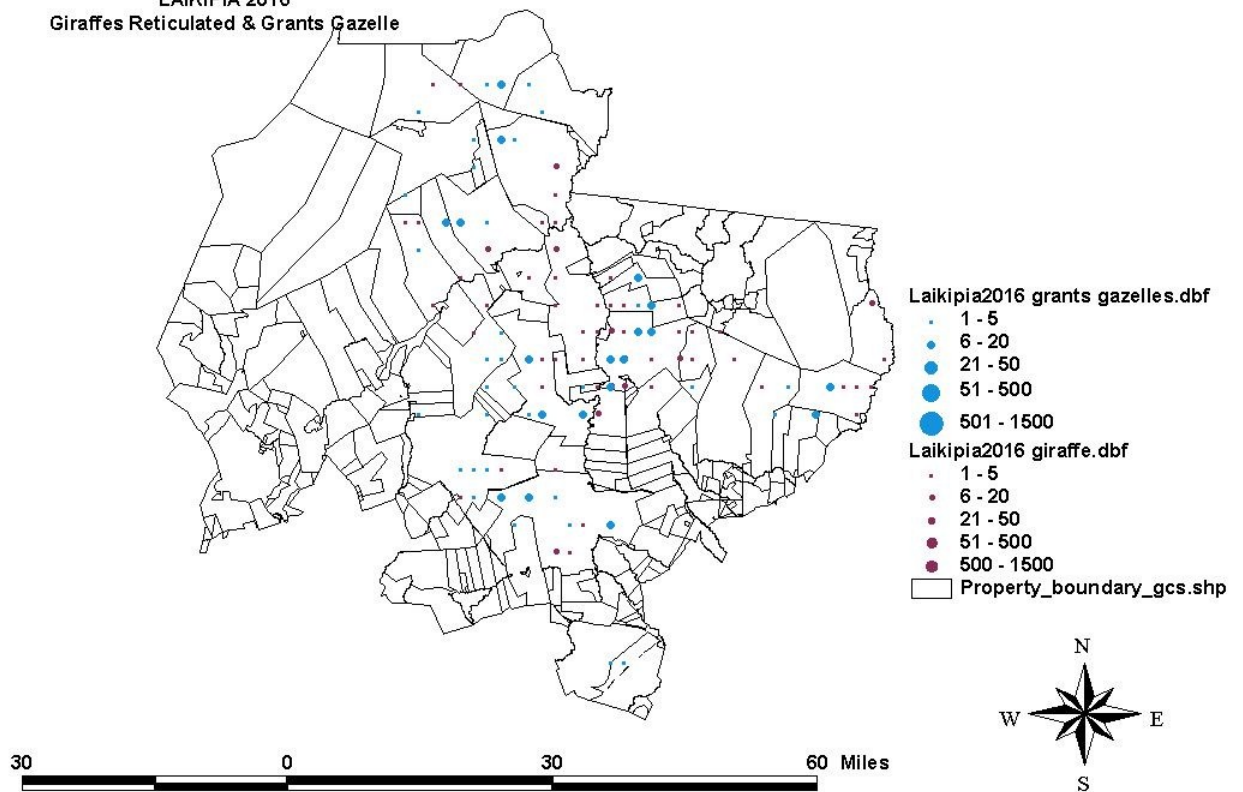 LAIKIPIA 2016
Giraffes Reticulated & Grants Gazelle
Laikipia2016 grants gazelles.dbf
1 - 5
6 - 20
21 - 50
51 - 500
501 - 1500
Laikipia2016 giraffe.dbf
1 - 5
6 - 20
21 - 50
51 - 500
500 - 1500
Property_boundary_gcs.shp
N
W E
S
30 0 30 60 Miles